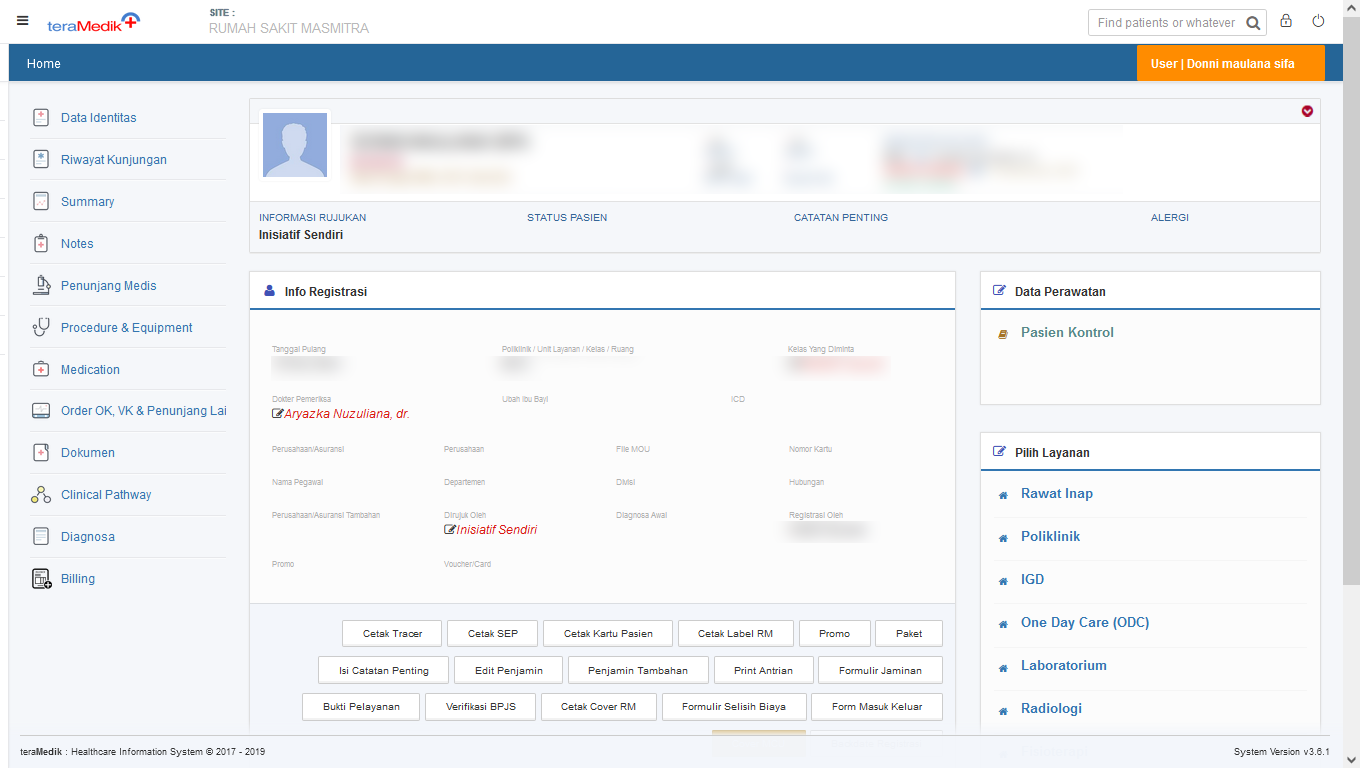 teraMedik
SITE :
RUMAH SAKIT MASMITRA
Find patients or whatever
Home
User | Donni maulana sifa
Data Identitas
Riwayat Kunjungan
Summary
Notes
Penunjang Medis
Procedure & Equipment
Medication
Order OK, VK & Penunjang Lai
Dokumen
Clinical Pathway
Diagnosa
Billing
INFORMASI RUJUKAN
STATUS PASIEN
CATATAN PENTING
ALERGI
Inisiatif Sendiri
Info Registrasi
Tanggal Pulang
Poliklinik / Unit Layanan / Kelas / Ruang
Kelas Yang Diminta
Dokter Pemeriksa
Ubah Ibu Bayi
ICD
Aryazka Nuzuliana, dr.
Perusahaan/Asuransi
Perusahaan
File MOU
Nomor Kartu
Nama Pegawai
Departemen
Divisi
Hubungan
Perusahaan/Asuransi Tambahan
Dirujuk Oleh
Diagnosa Awal
Registrasi Oleh
Inisiatif Sendiri
Promo
Voucher/Card
Cetak Tracer
Cetak SEP
Cetak Kartu Pasien
Cetak Label RM
Promo
Paket
Isi Catatan Penting
Edit Penjamin
Penjamin Tambahan
Print Antrian
Formulir Jaminan
Bukti Pelayanan
Verifikasi BPJS
Cetak Cover RM
Formulir Selisih Biaya
Form Masuk Keluar
Data Perawatan
Pasien Kontrol
Pilih Layanan
Rawat Inap
Poliklinik
IGD
One Day Care (ODC)
Laboratorium
Radiologi
teraMedik : Healthcare Information System © 2017 - 2019
System Version v3.6.1